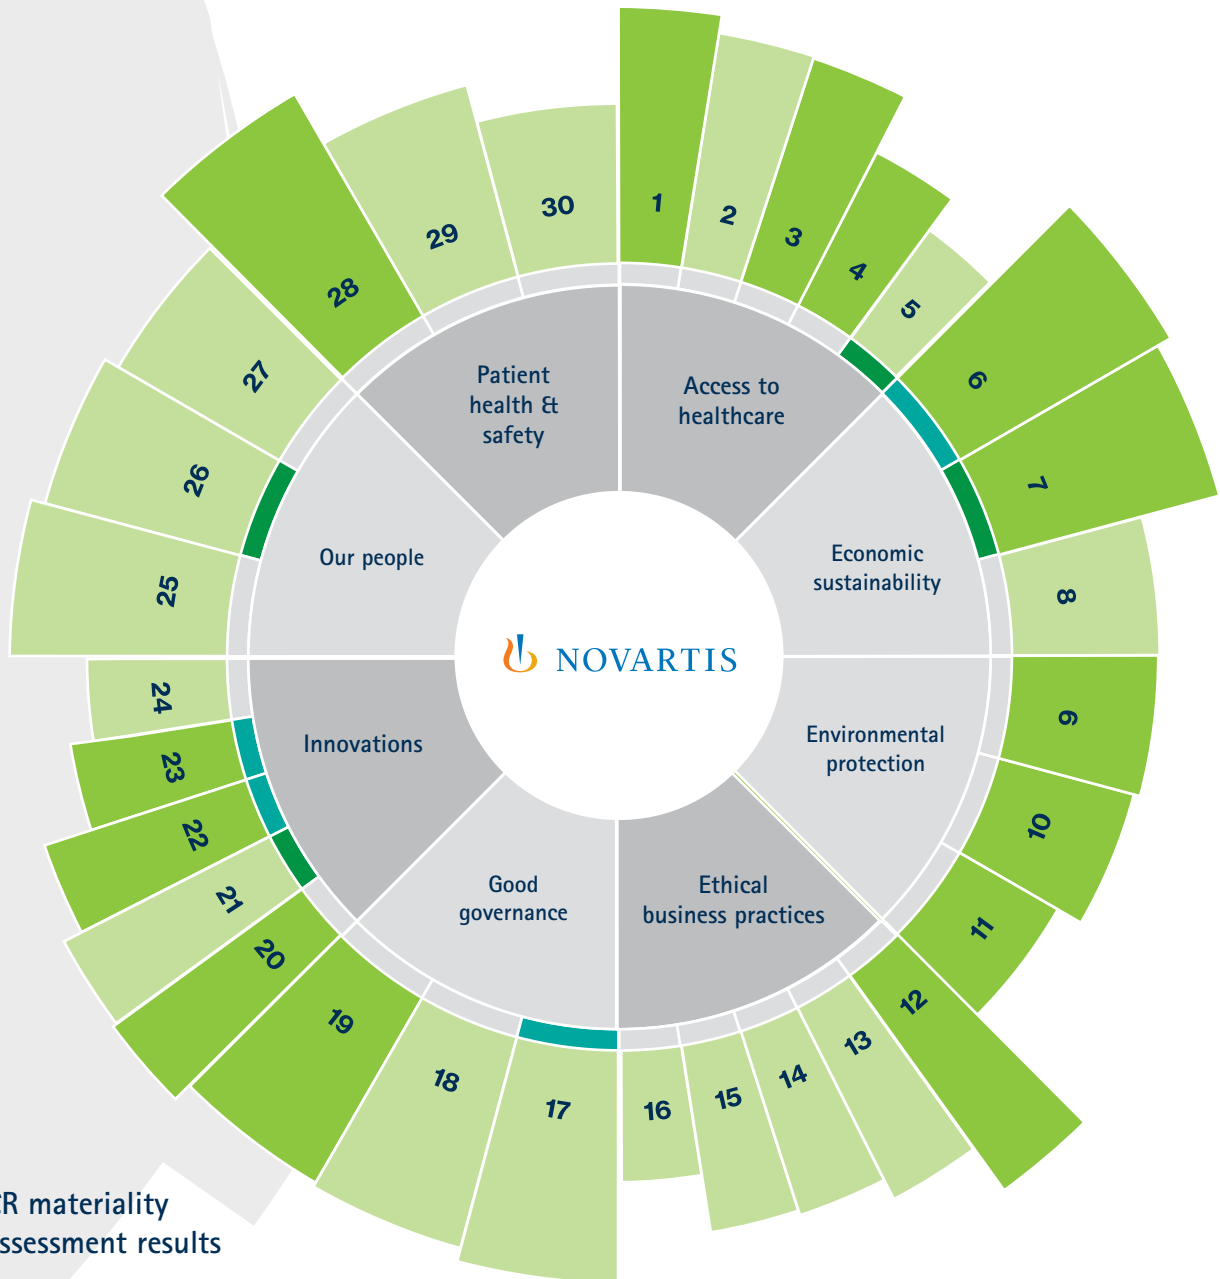 1
2
3
4
5
6
7
8
9
10
11
12
13
14
15
16
17
18
19
20
21
22
23
24
25
26
27
28
29
30
Patient
health &
safety
Access to
healthcare
Our people
Economic
sustainability
NOVARTIS
Innovations
Environmental
protection
Good
governance
Ethical
business practices
R materiality
ssessment results